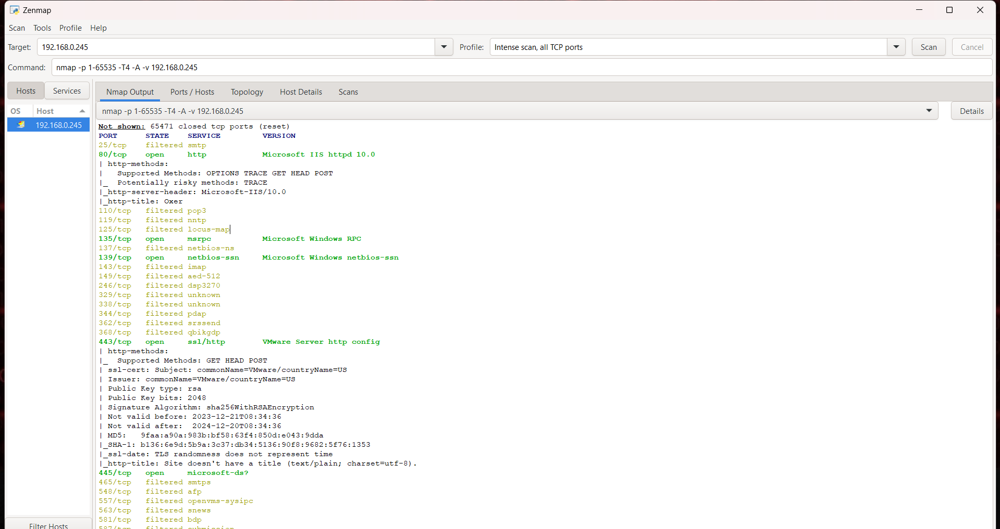 Zenmap
Scan Tools Profile Help
Target: 192.168.0.245 Profile: Intense scan, all TCP ports Scan Cancel
Command: nmap -p 1-65535 -T4 -A -v 192.168.0.245
Hosts Services
Nmap Output Ports / Hosts Topology Host Details Scans
OS Host
192.168.0.245
nmap -p 1-65535 -T4 -A -v 192.168.0.245 Details
Not shown: 65471 closed tcp ports (reset)
PORT STATE SERVICE VERSION
25/tcp filtered smtp
80/tcp open http Microsoft IIS httpd 10.0
| http-methods:
|   Supported Methods: OPTIONS TRACE GET HEAD POST
|_  Potentially risky methods: TRACE
|_http-server-header: Microsoft-IIS/10.0
|_http-title: Oxer
110/tcp filtered pop3
119/tcp filtered nntp
125/tcp filtered locus-map
135/tcp open msrpc Microsoft Windows RPC
137/tcp filtered netbios-ns
139/tcp open netbios-ssn Microsoft Windows netbios-ssn
143/tcp filtered imap
149/tcp filtered aed-512
246/tcp filtered dsp3270
329/tcp filtered unknown
338/tcp filtered unknown
344/tcp filtered pdap
362/tcp filtered srssend
368/tcp filtered qbikgdp
443/tcp open ssl/http VMware Server http config
| http-methods:
|_  Supported Methods: GET HEAD POST
| ssl-cert: Subject: commonName=VMware/countryName=US
| Issuer: commonName=VMware/countryName=US
| Public Key type: rsa
| Public Key bits: 2048
| Signature Algorithm: sha256WithRSAEncryption
| Not valid before: 2023-12-21T08:34:36
| Not valid after:  2024-12-20T08:34:36
| MD5:   9faa:a90a:983b:bf58:63f4:850d:e043:9dda
|_SHA-1: b136:6e9d:5b9a:3c37:db34:5136:90f8:9682:5f76:1353
|_ssl-date: TLS randomness does not represent time
|_http-title: Site doesn't have a title (text/plain; charset=utf-8).
445/tcp open microsoft-ds?
465/tcp filtered smtps
548/tcp filtered afp
557/tcp filtered openvms-sysipc
563/tcp filtered snews
581/tcp filtered bdp
587/tcp filtered submission
Filter Hosts